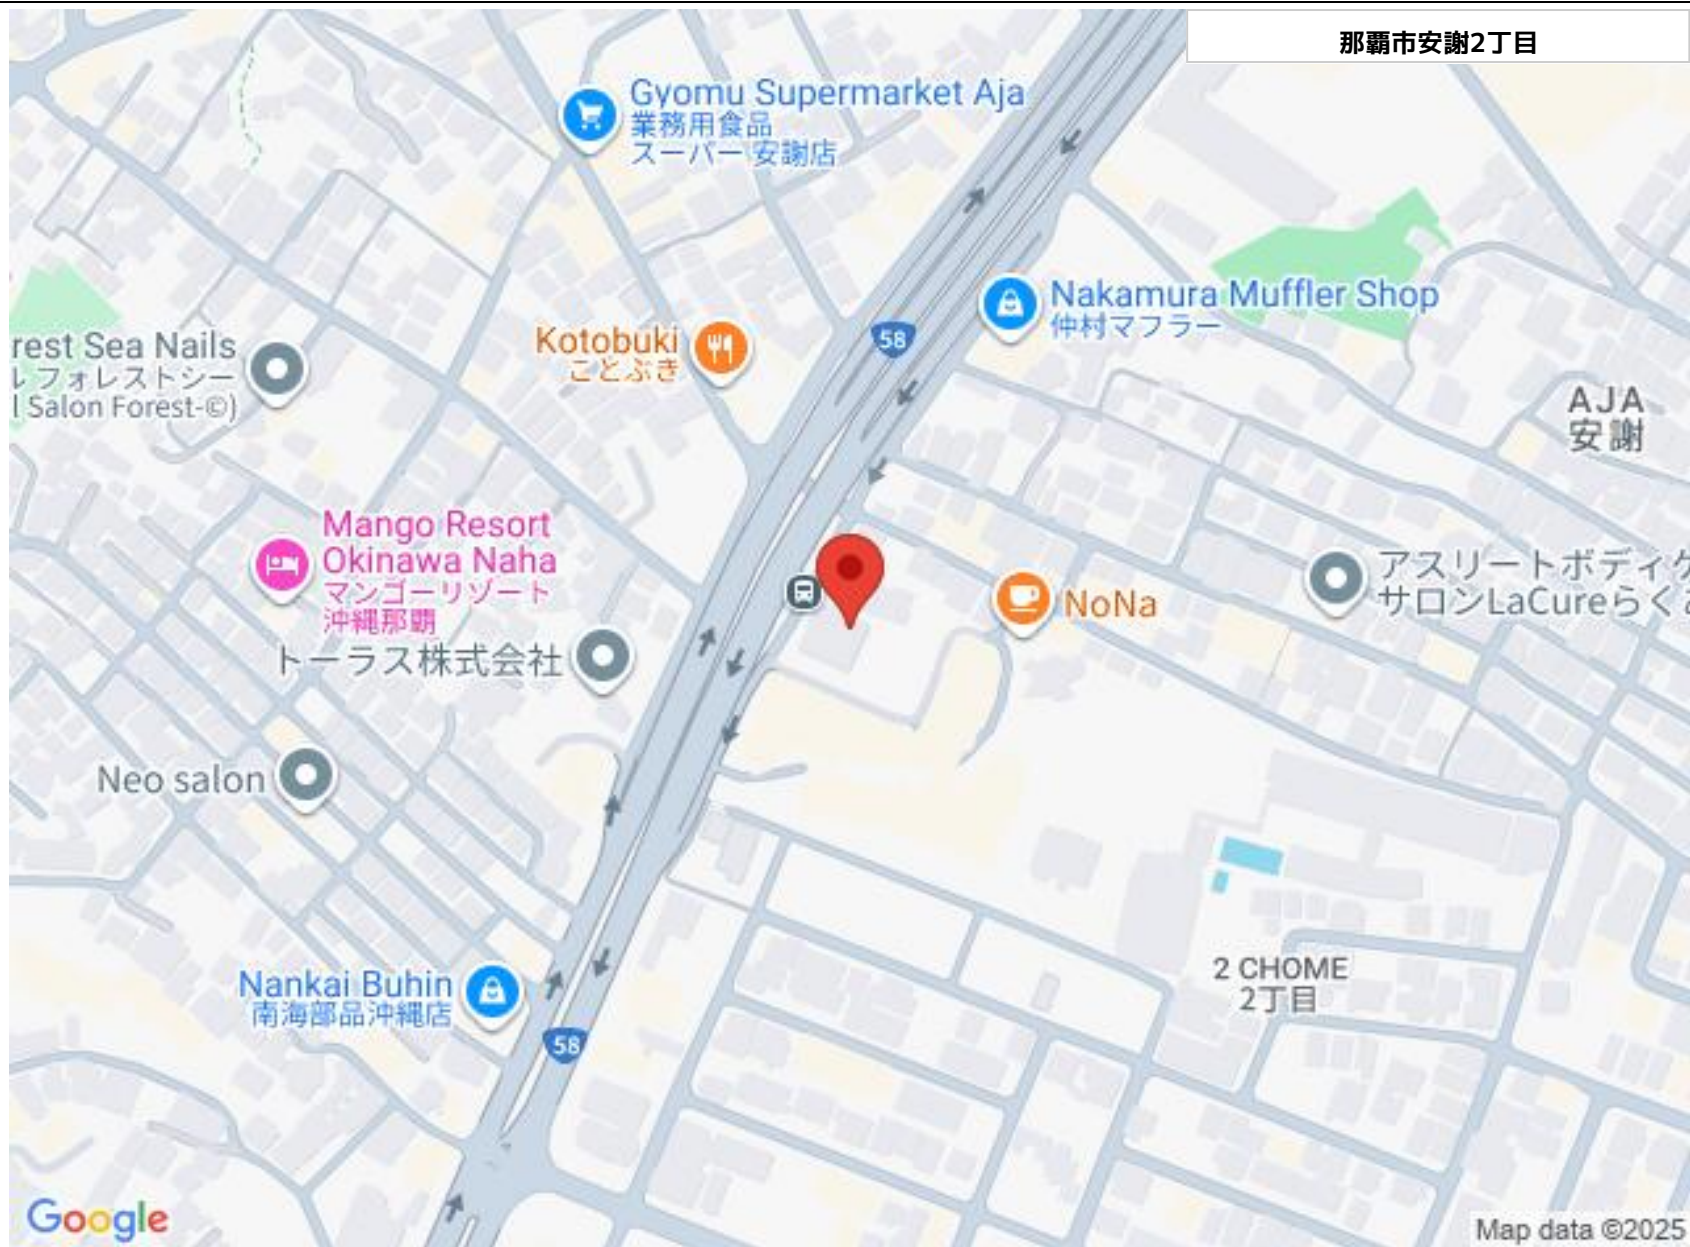 那覇市安謝2丁目
Gyomu Supermarket Aja
業務用食品
スーパー 安謝店
Nakamura Muffler Shop
仲村マフラー
58
Kotobuki
ことぶき
rest Sea Nails
フォレストシー
l Salon Forest-©)
AJA
安謝
Mango Resort
Okinawa Naha
マンゴーリゾート
沖縄那覇
トーラス株式会社
NoNa
アスリートボディケ
サロンLaCureらく
Neo salon
2 CHOME
2丁目
Nankai Buhin
南海部品沖縄店
58
Google
Map data ©2025